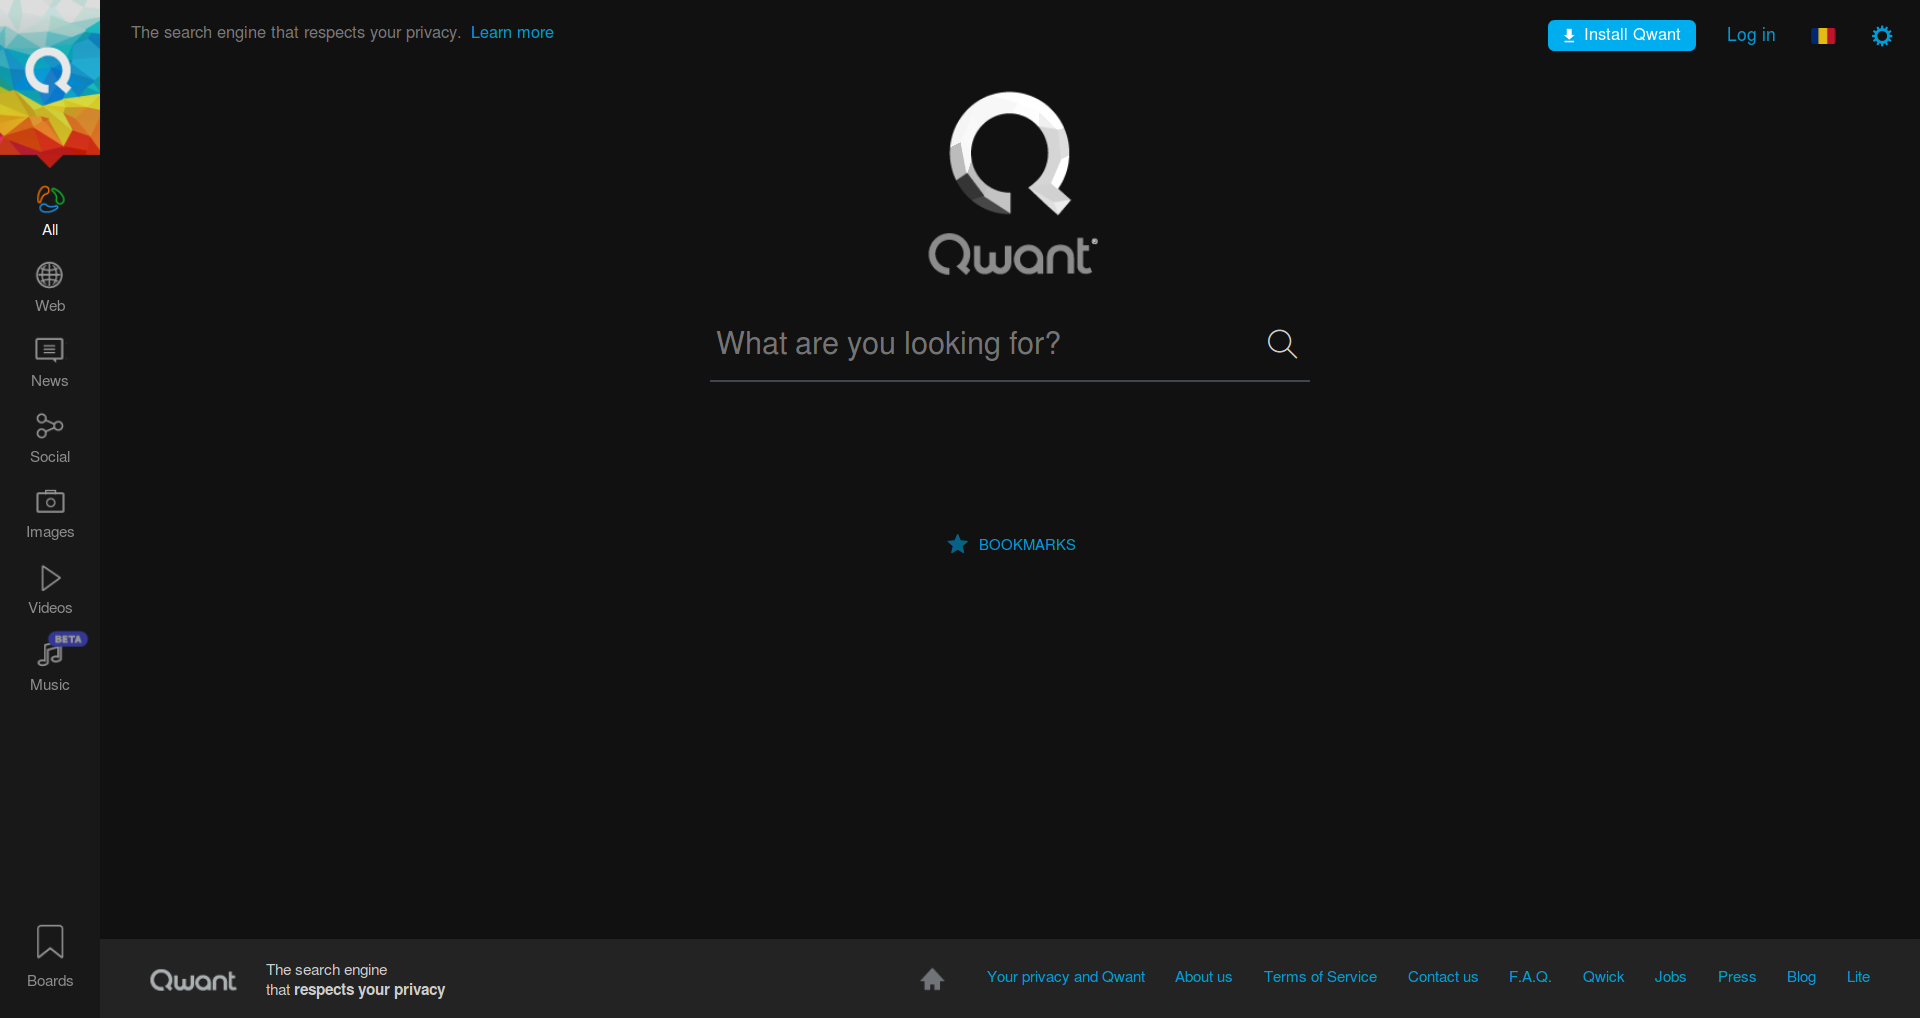 The search engine that respects your privacy. Learn more
Install Qwant
Log in
Qwant
What are you looking for?
BOOKMARKS
All
Web
News
Social
Images
Videos
BETA
Music
Boards
Qwant
The search engine
that respects your privacy
Your privacy and Qwant
About us
Terms of Service
Contact us
F.A.Q.
Qwick
Jobs
Press
Blog
Lite